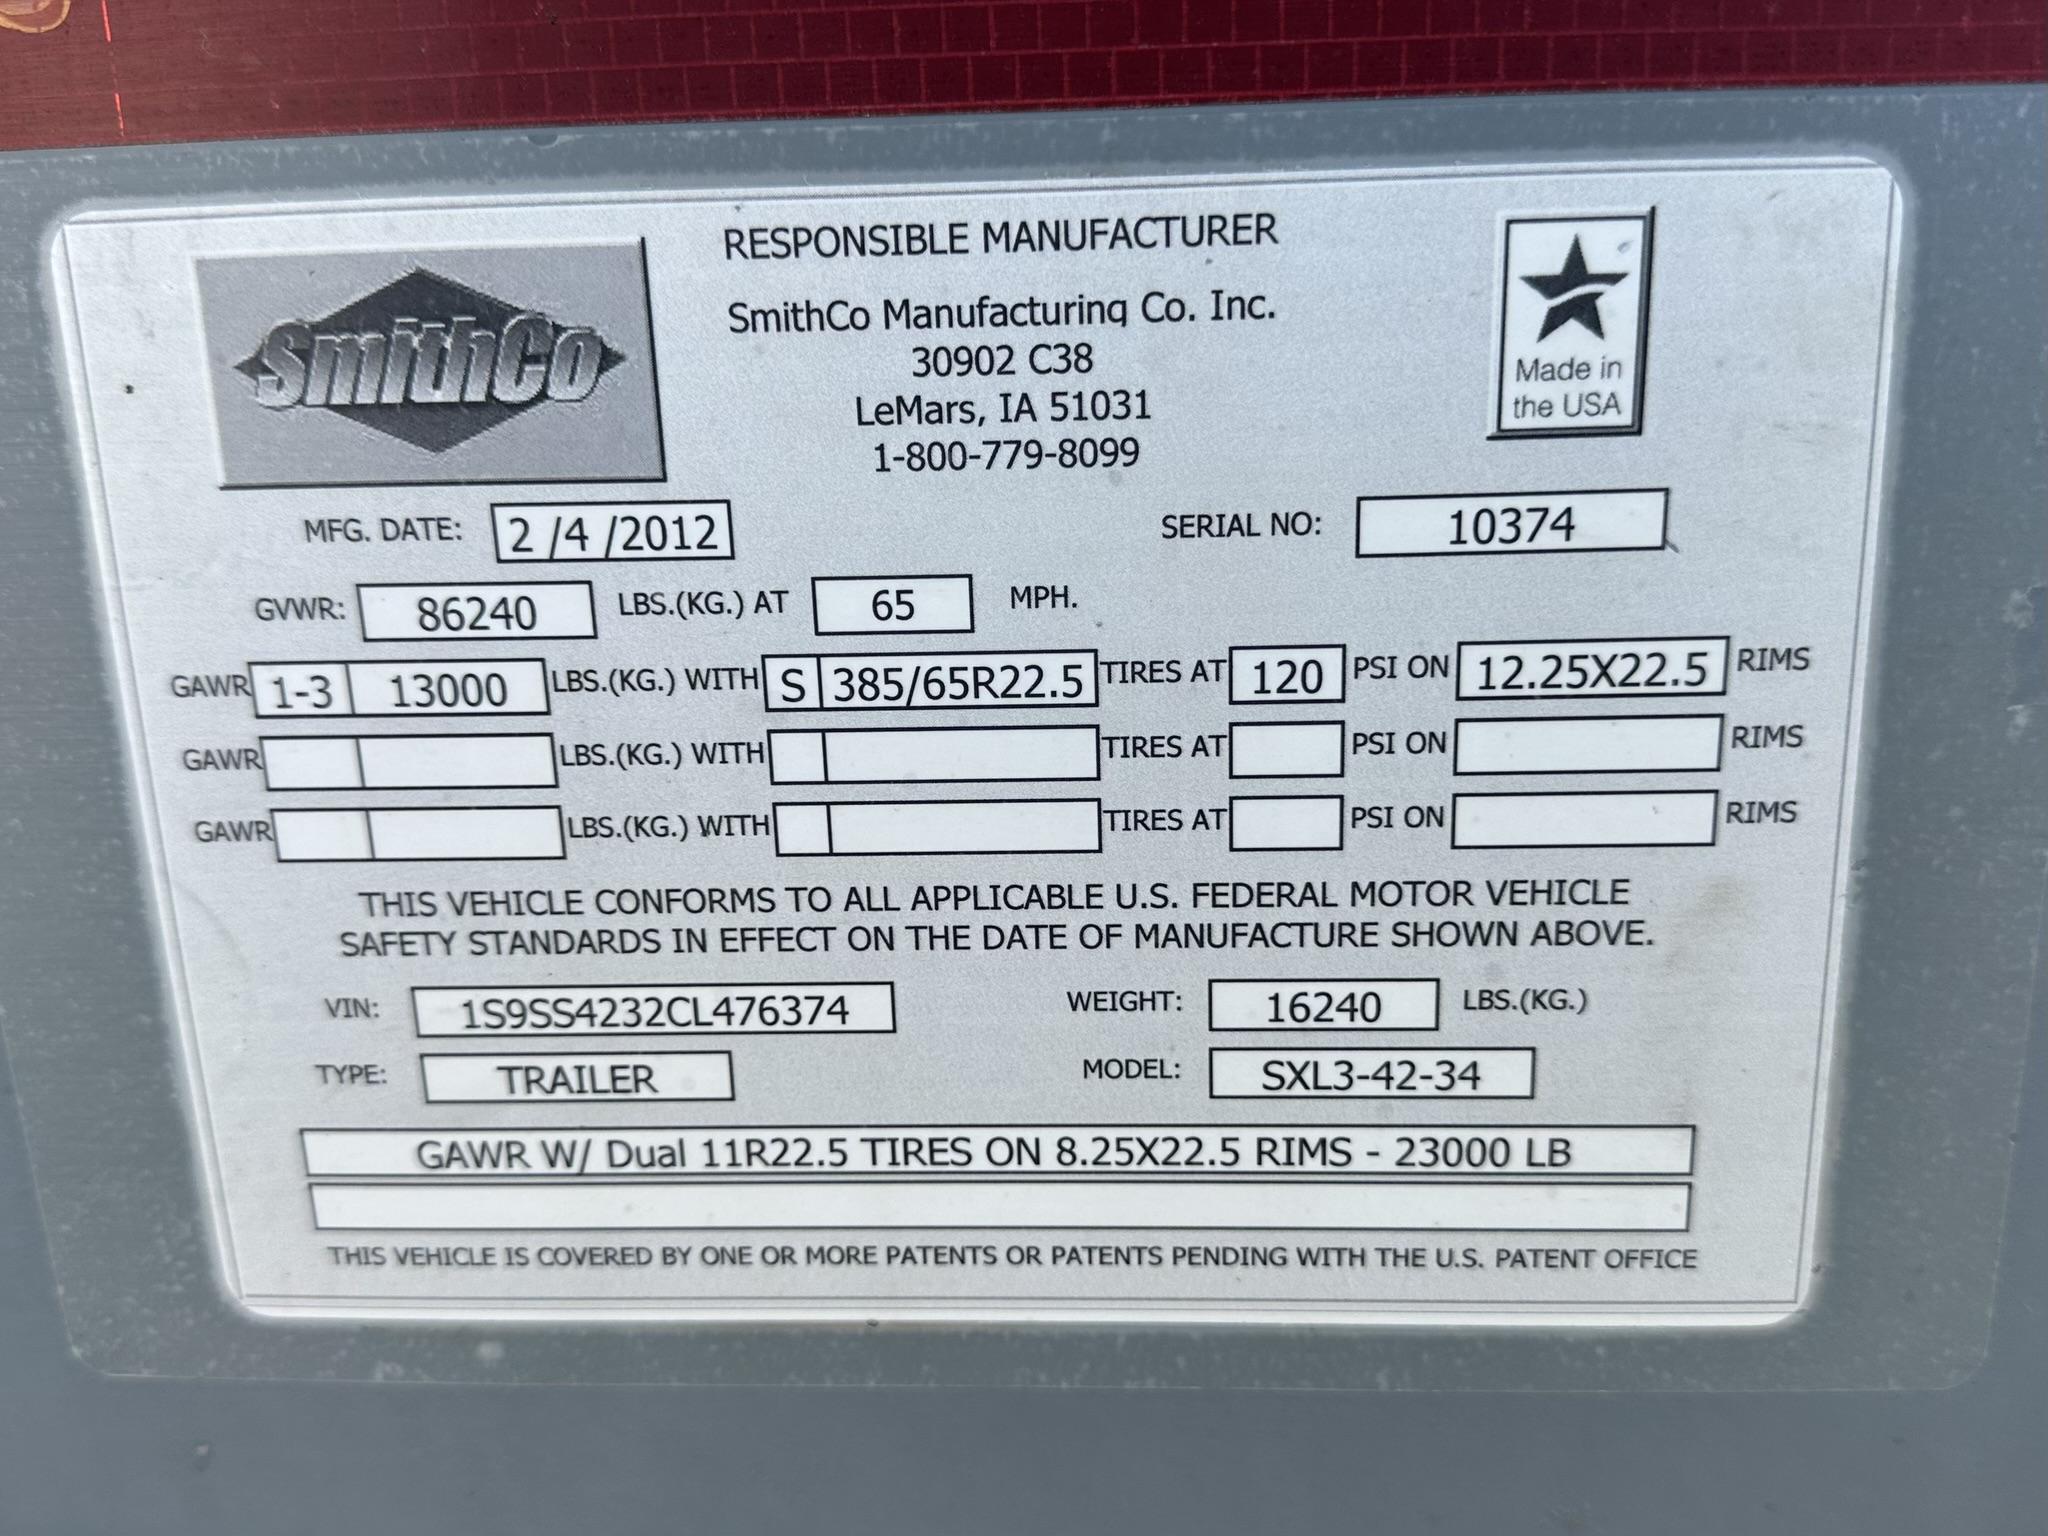 SmithCo
RESPONSIBLE MANUFACTURER
SmithCo Manufacturing Co. Inc.
30902 C38
LeMars, IA 51031
1-800-779-8099
Made in
the USA
MFG. DATE: 2 /4 /2012 SERIAL NO: 10374
GVWR: 86240 LBS.(KG.) AT 65 MPH.
GAWR 1-3 13000 LBS.(KG.) WITH S 385/65R22.5 TIRES AT 120 PSI ON 12.25X22.5 RIMS
GAWR LBS.(KG.) WITH TIRES AT PSI ON RIMS
GAWR LBS.(KG.) WITH TIRES AT PSI ON RIMS
THIS VEHICLE CONFORMS TO ALL APPLICABLE U.S. FEDERAL MOTOR VEHICLE
SAFETY STANDARDS IN EFFECT ON THE DATE OF MANUFACTURE SHOWN ABOVE.
VIN: 1S9SS4232CL476374 WEIGHT: 16240 LBS.(KG.)
TYPE: TRAILER MODEL: SXL3-42-34
GAWR W/ Dual 11R22.5 TIRES ON 8.25X22.5 RIMS - 23000 LB
THIS VEHICLE IS COVERED BY ONE OR MORE PATENTS OR PATENTS PENDING WITH THE U.S. PATENT OFFICE